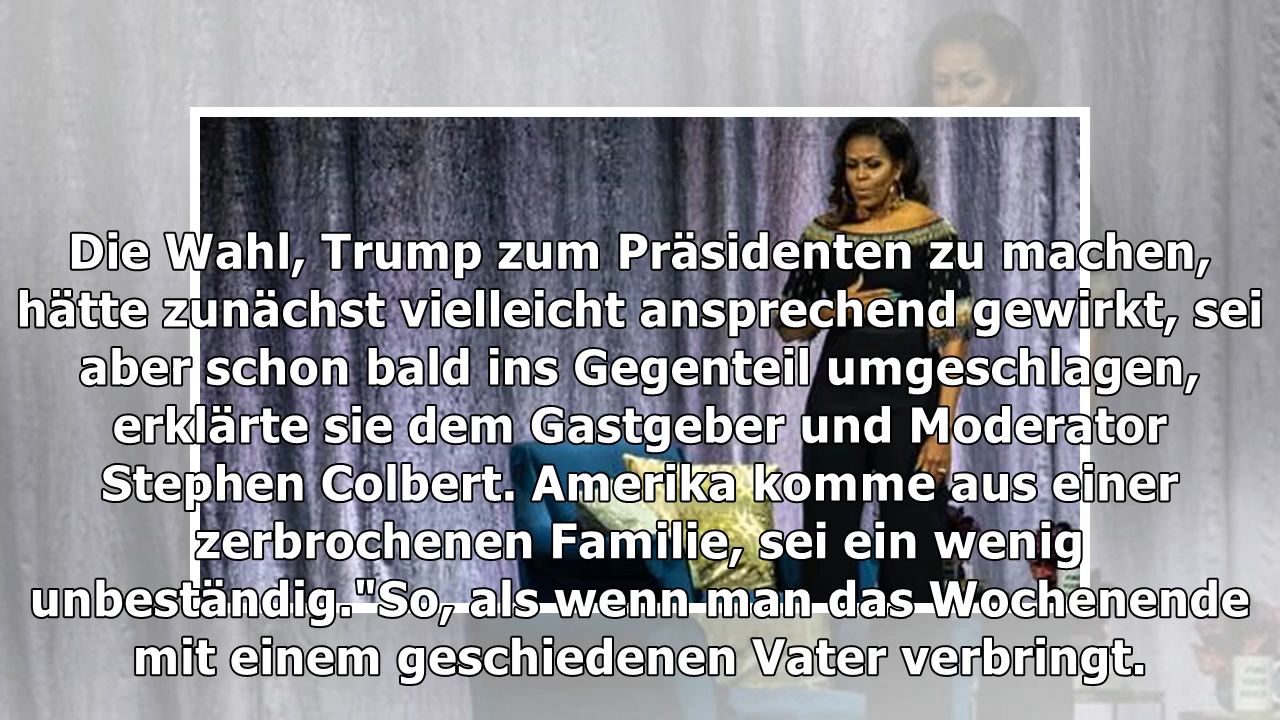 Die Wahl, Trump zum Präsidenten zu machen,
hätte zunächst vielleicht ansprechend gewirkt, sei
aber schon bald ins Gegenteil umgeschlagen,
erklärte sie dem Gastgeber und Moderator
Stephen Colbert. Amerika komme aus einer
zerbrochenen Familie, sei ein wenig
unbeständig."So, als wenn man das Wochenende
mit einem geschiedenen Vater verbringt.